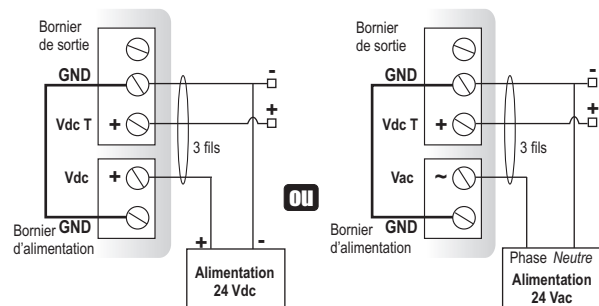 Bornier
de sortie
GND
-
+
Vdc T
+
3 fils
Vdc
+
Bornier
d'alimentation
GND
+
-
Alimentation
24 Vdc
ou
Bornier
de sortie
GND
-
+
Vdc T
+
3 fils
Vac
~
Bornier
d'alimentation
GND
Phase Neutre
Alimentation
24 Vac